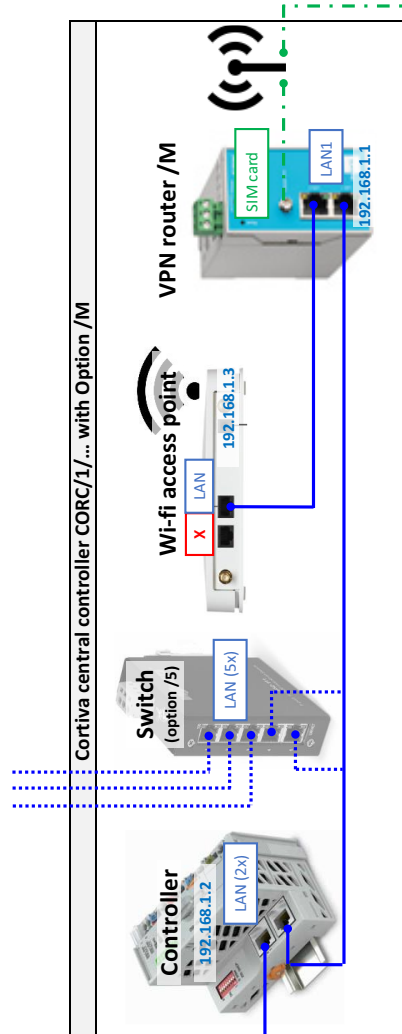 Cortiva central controller CORC/1/... with Option /M
Controller
192.168.1.2
LAN (2x)
Switch
(option /5)
LAN (5x)
Wi-fi access point
X
LAN
192.168.1.3
VPN router /M
SIM card
LAN1
192.168.1.1